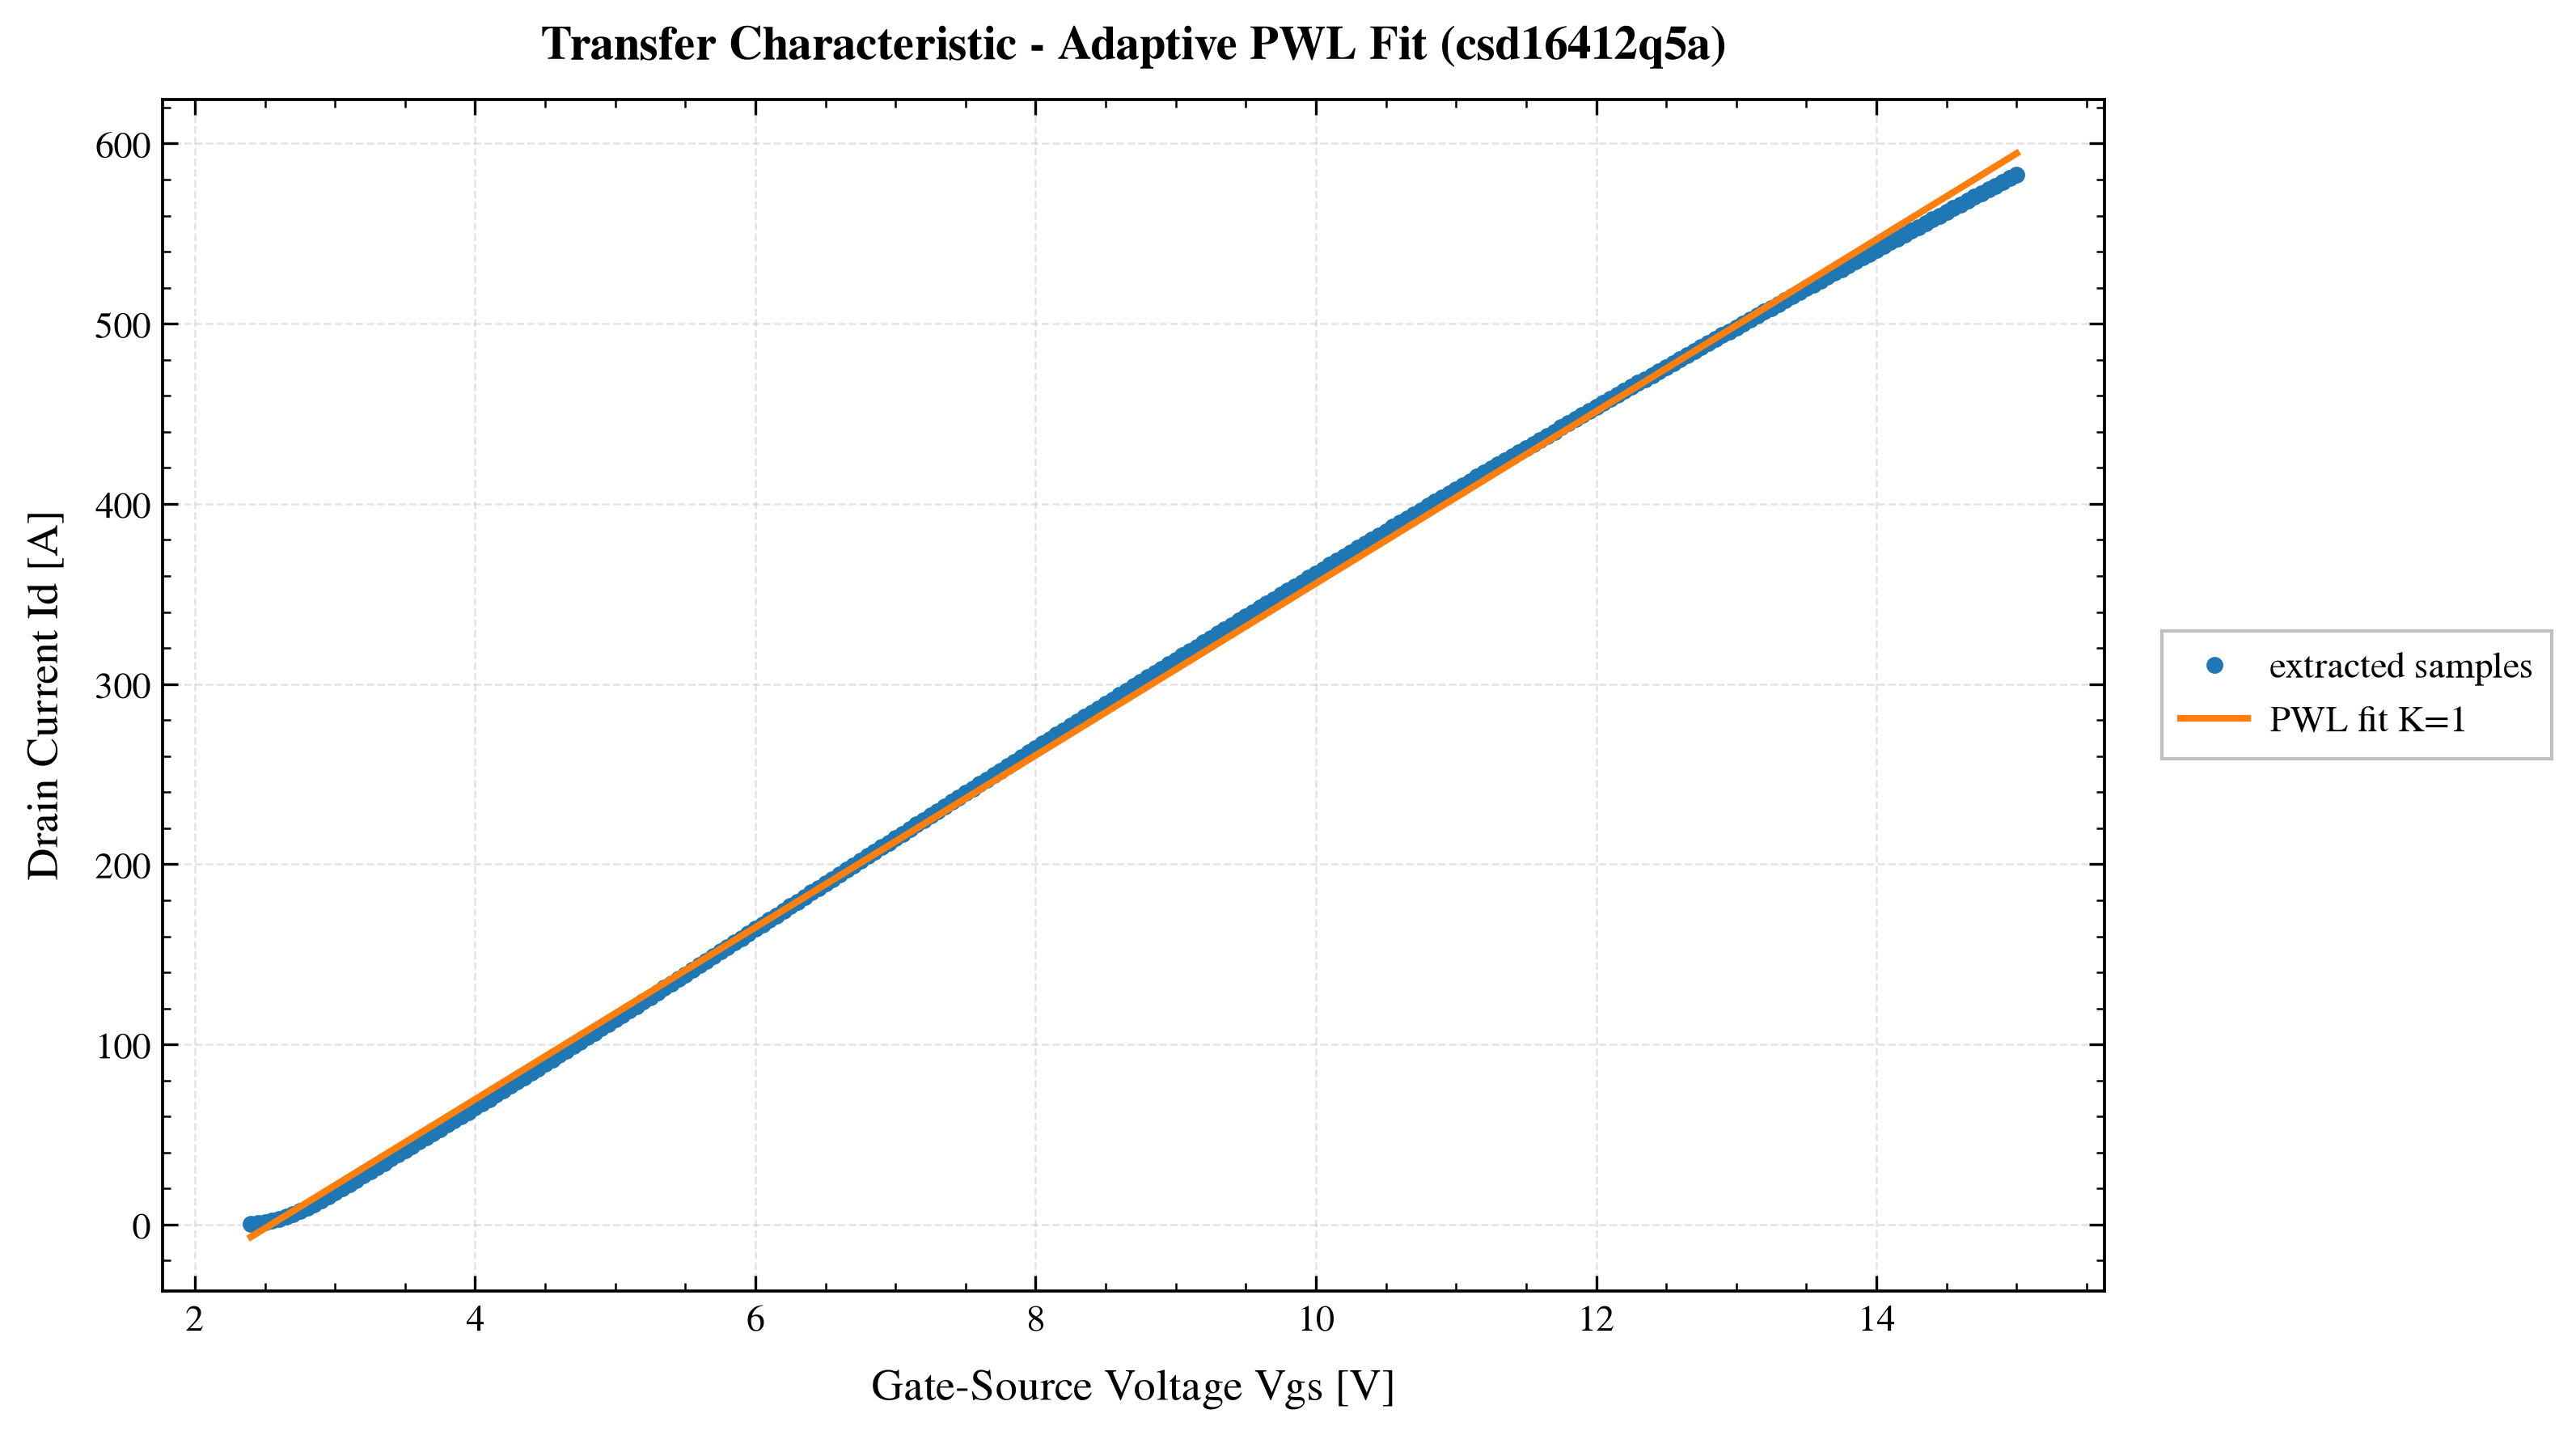 Transfer Characteristic - Adaptive PWL Fit (csd16412q5a)
600
500
400
300
200
100
0
Drain Current Id [A]
2 4 6 8 10 12 14
Gate-Source Voltage Vgs [V]
extracted samples
PWL fit K=1